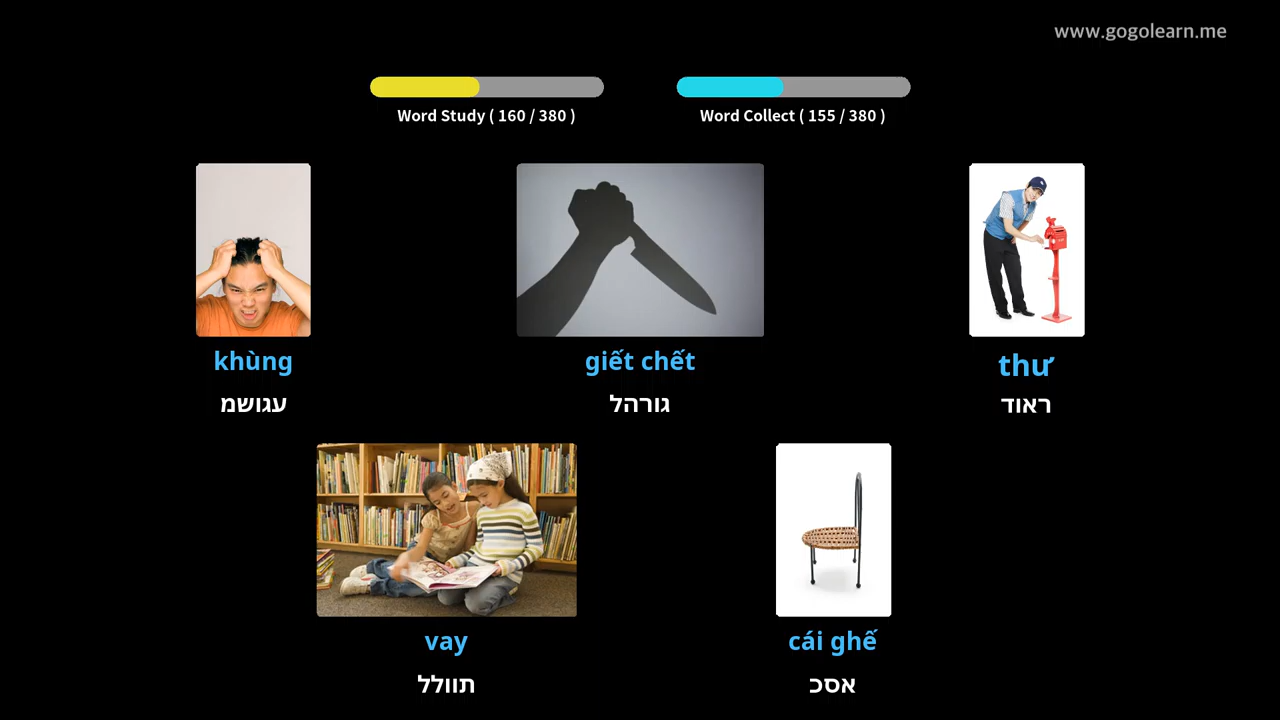 www.gogolearn.me
Word Study ( 160 / 380 )
Word Collect ( 155 / 380 )
khùng
giết chết
thư
עגושמ
גורהל
ראוד
vay
cái ghế
תוולל
אסכ